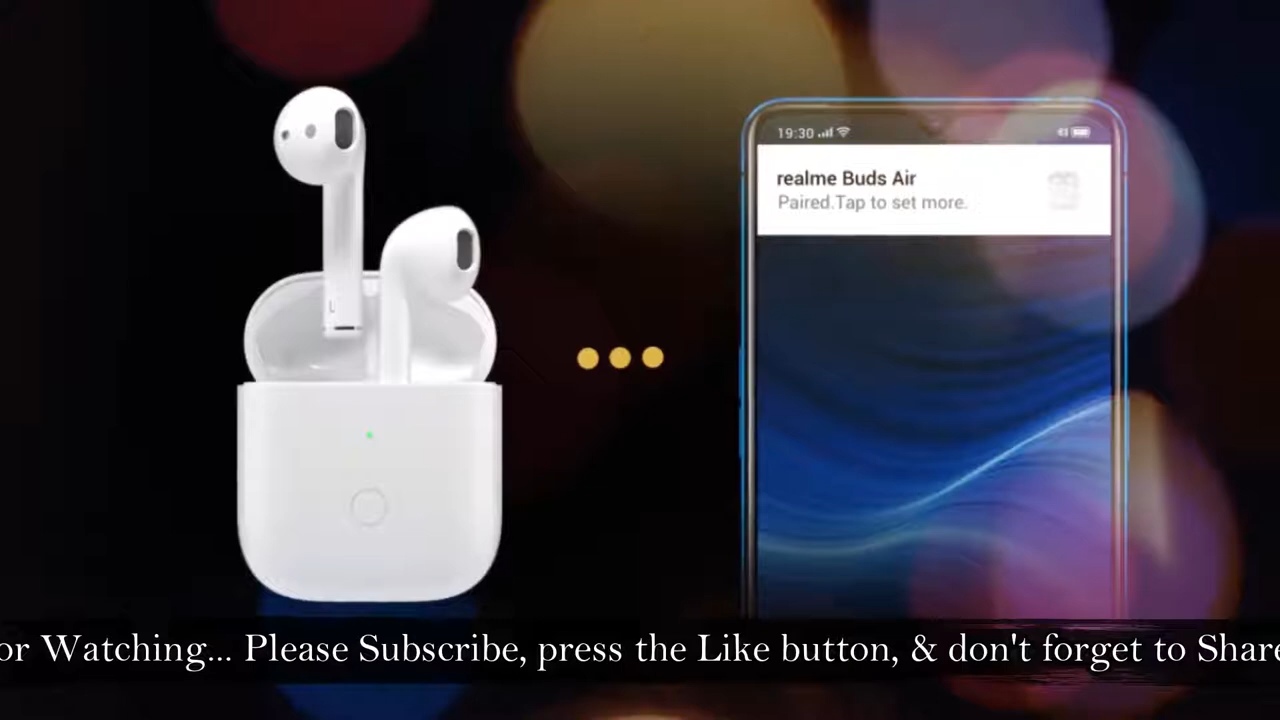 19:30
realme Buds Air
Paired.Tap to set more.
L
or Watching... Please Subscribe, press the Like button, & don't forget to Share